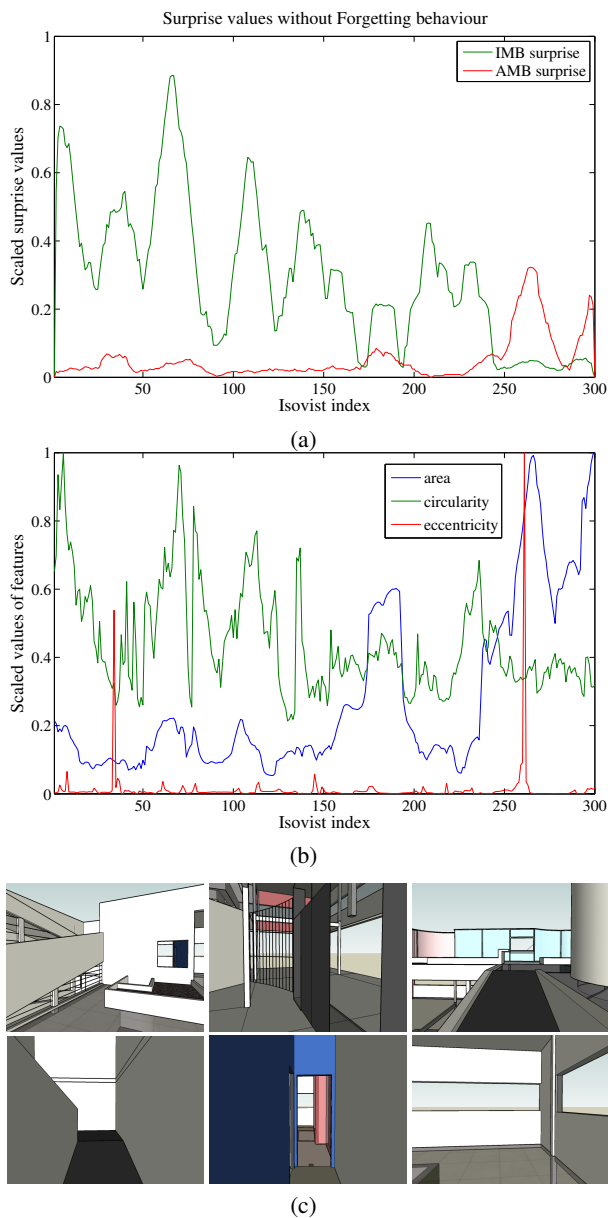 Surprise values without Forgetting behaviour
1
0.8
0.6
0.4
0.2
0
Scaled surprise values
IMB surprise
AMB surprise
50 100 150 200 250 300
Isovist index
(a)
1
0.8
0.6
0.4
0.2
0
Scaled values of features
area
circularity
eccentricity
50 100 150 200 250 300
Isovist index
(b)
(c)